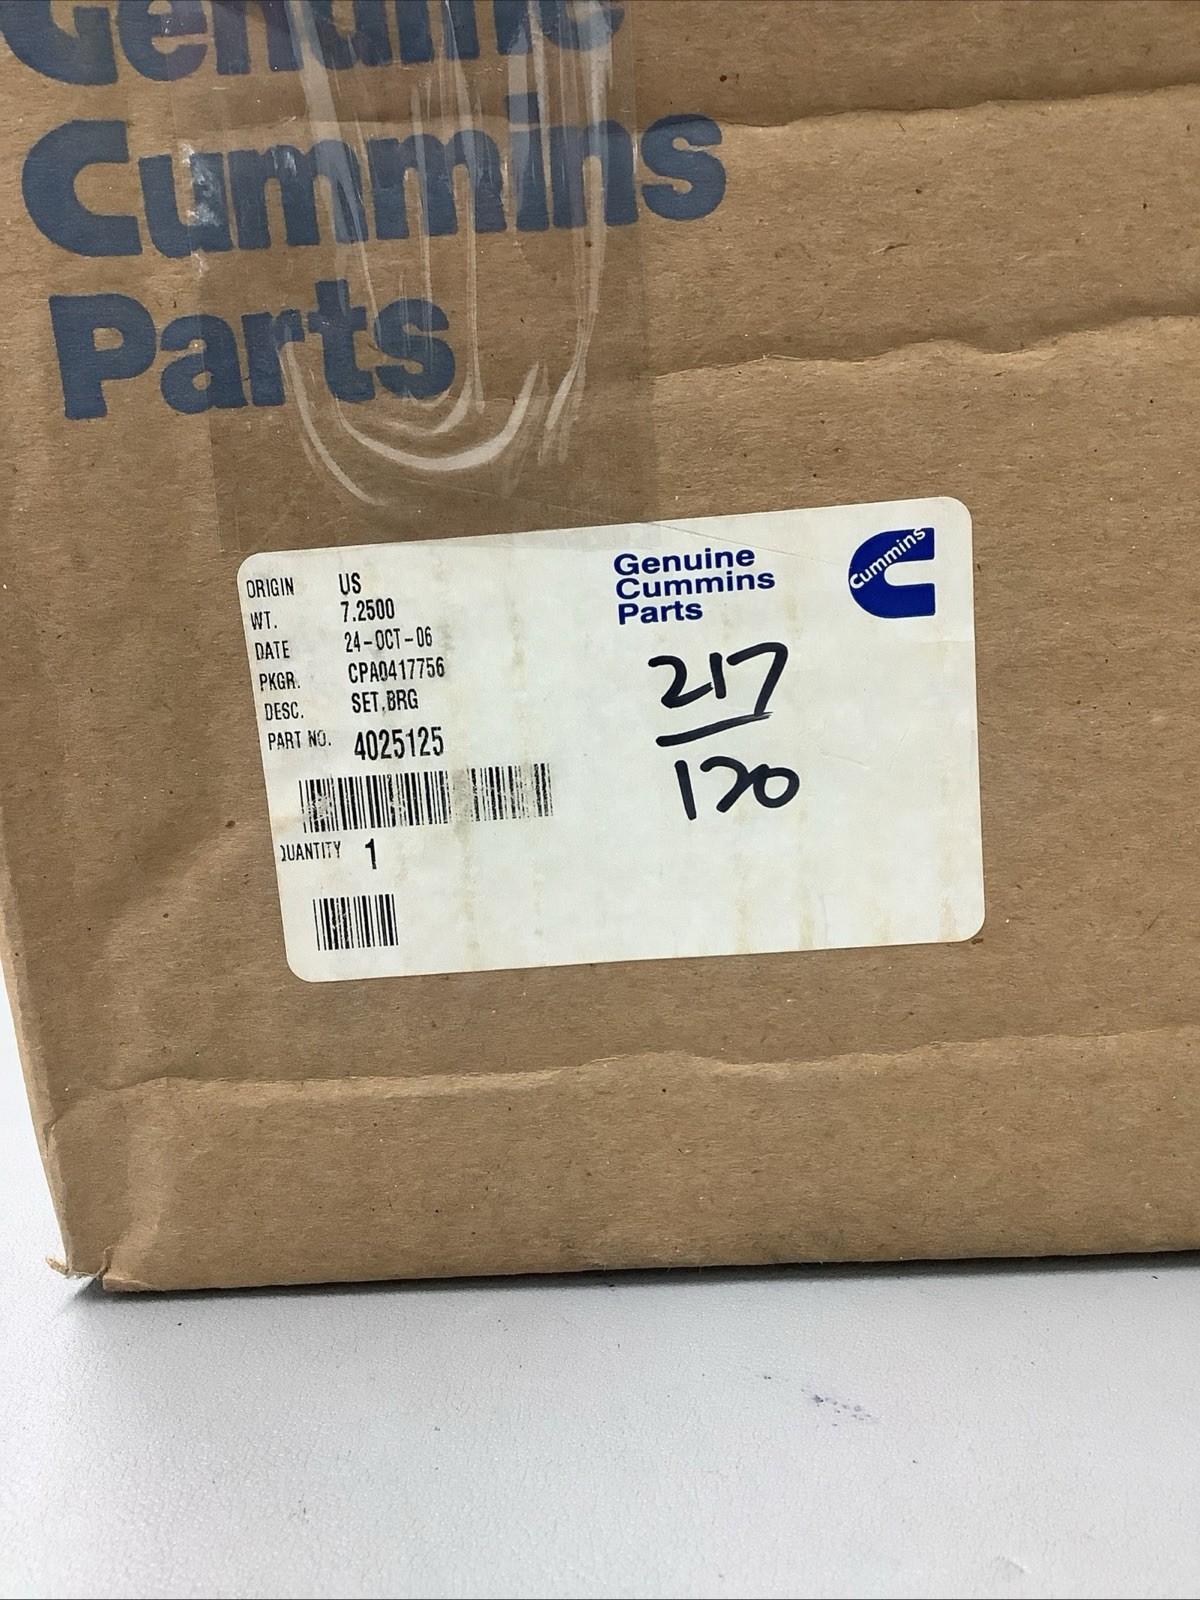 Genuine
Cummins
Parts
ORIGIN US
WT. 7.2500
DATE 24-OCT-06
PKGR. CPA0417756
DESC. SET,BRG
PART NO. 4025125
QUANTITY 1
Genuine
Cummins
Parts
Cummins
217
120